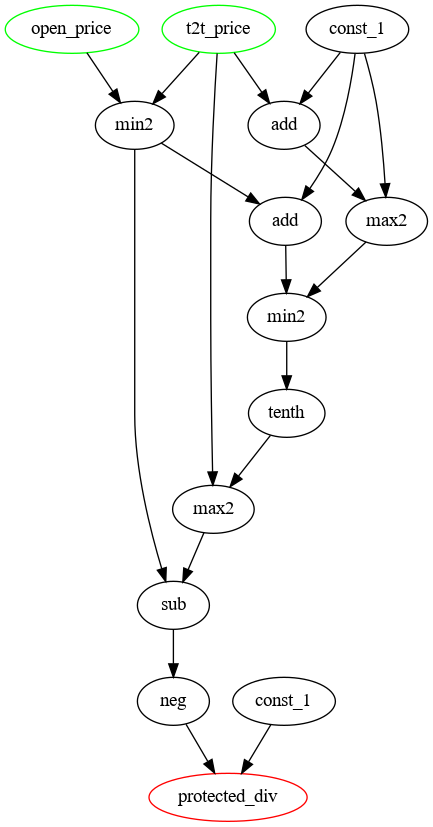 open_price t2t_price const_1
min2 add
add max2
min2
tenth
max2
sub
neg const_1
protected_div